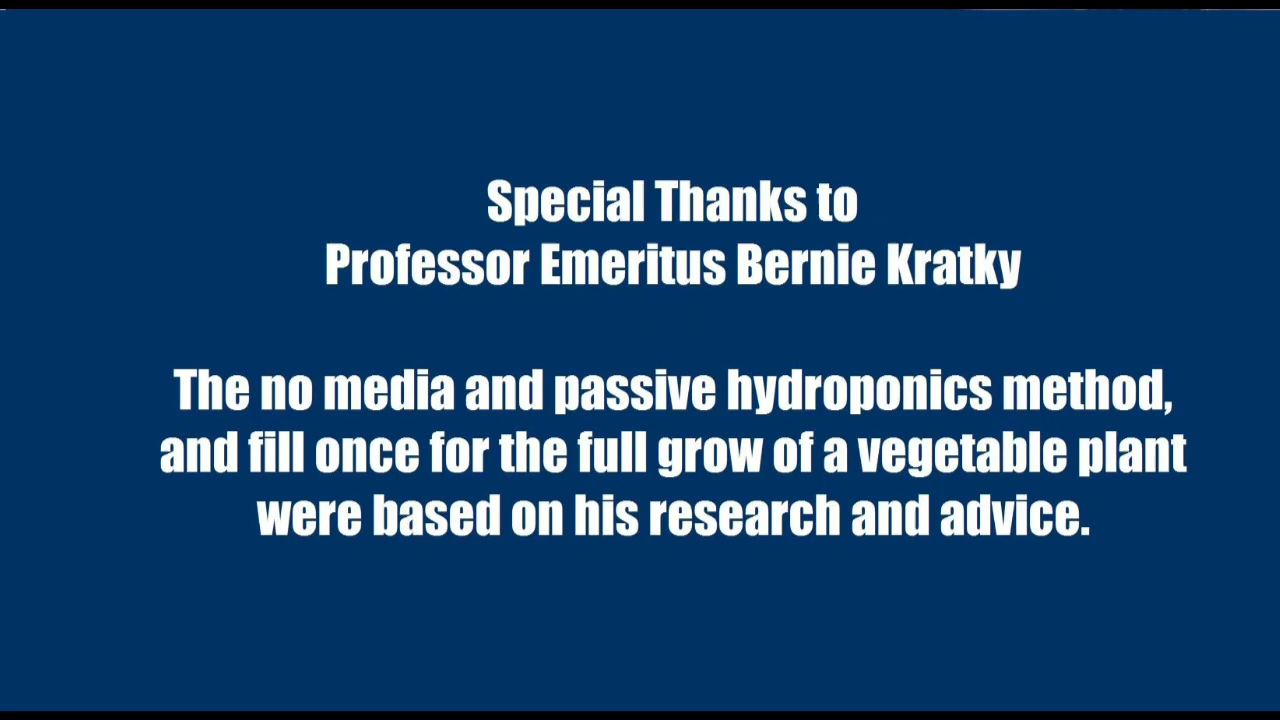 Special Thanks to
Professor Emeritus Bernie Kratky
The no media and passive hydroponics method,
and fill once for the full grow of a vegetable plant
were based on his research and advice.